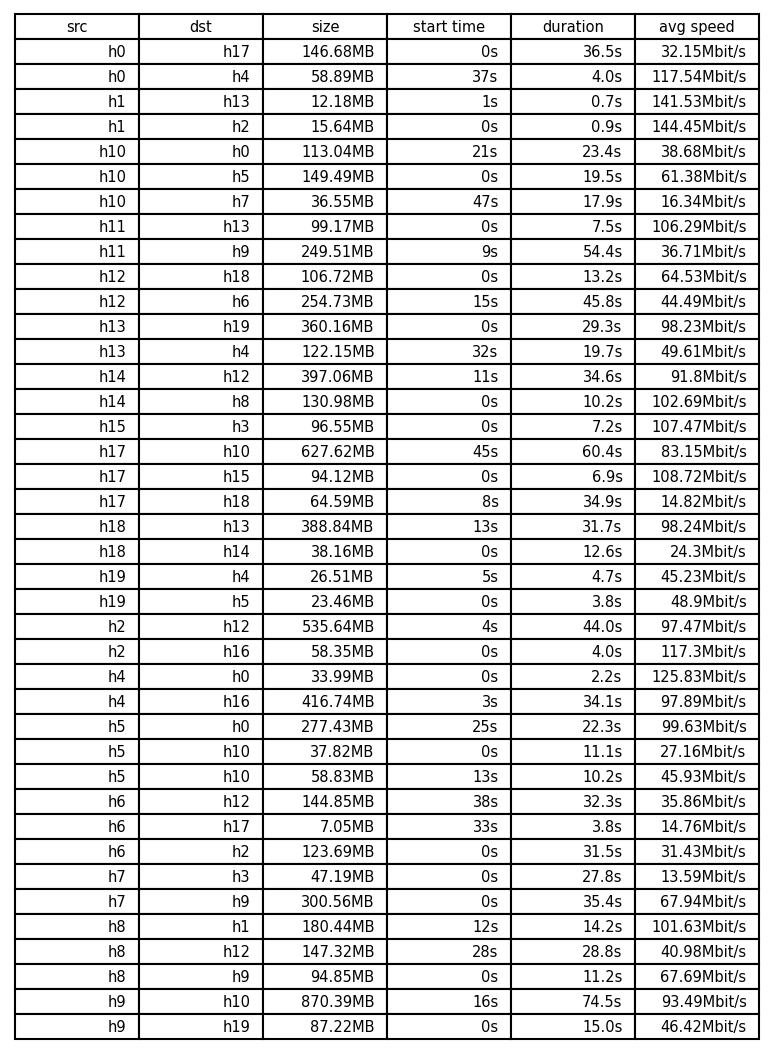 src dst size start time duration avg speed
h0 h17 146.68MB 0s 36.5s 32.15Mbit/s
h0 h4 58.89MB 37s 4.0s 117.54Mbit/s
h1 h13 12.18MB 1s 0.7s 141.53Mbit/s
h1 h2 15.64MB 0s 0.9s 144.45Mbit/s
h10 h0 113.04MB 21s 23.4s 38.68Mbit/s
h10 h5 149.49MB 0s 19.5s 61.38Mbit/s
h10 h7 36.55MB 47s 17.9s 16.34Mbit/s
h11 h13 99.17MB 0s 7.5s 106.29Mbit/s
h11 h9 249.51MB 9s 54.4s 36.71Mbit/s
h12 h18 106.72MB 0s 13.2s 64.53Mbit/s
h12 h6 254.73MB 15s 45.8s 44.49Mbit/s
h13 h19 360.16MB 0s 29.3s 98.23Mbit/s
h13 h4 122.15MB 32s 19.7s 49.61Mbit/s
h14 h12 397.06MB 11s 34.6s 91.8Mbit/s
h14 h8 130.98MB 0s 10.2s 102.69Mbit/s
h15 h3 96.55MB 0s 7.2s 107.47Mbit/s
h17 h10 627.62MB 45s 60.4s 83.15Mbit/s
h17 h15 94.12MB 0s 6.9s 108.72Mbit/s
h17 h18 64.59MB 8s 34.9s 14.82Mbit/s
h18 h13 388.84MB 13s 31.7s 98.24Mbit/s
h18 h14 38.16MB 0s 12.6s 24.3Mbit/s
h19 h4 26.51MB 5s 4.7s 45.23Mbit/s
h19 h5 23.46MB 0s 3.8s 48.9Mbit/s
h2 h12 535.64MB 4s 44.0s 97.47Mbit/s
h2 h16 58.35MB 0s 4.0s 117.3Mbit/s
h4 h0 33.99MB 0s 2.2s 125.83Mbit/s
h4 h16 416.74MB 3s 34.1s 97.89Mbit/s
h5 h0 277.43MB 25s 22.3s 99.63Mbit/s
h5 h10 37.82MB 0s 11.1s 27.16Mbit/s
h5 h10 58.83MB 13s 10.2s 45.93Mbit/s
h6 h12 144.85MB 38s 32.3s 35.86Mbit/s
h6 h17 7.05MB 33s 3.8s 14.76Mbit/s
h6 h2 123.69MB 0s 31.5s 31.43Mbit/s
h7 h3 47.19MB 0s 27.8s 13.59Mbit/s
h7 h9 300.56MB 0s 35.4s 67.94Mbit/s
h8 h1 180.44MB 12s 14.2s 101.63Mbit/s
h8 h12 147.32MB 28s 28.8s 40.98Mbit/s
h8 h9 94.85MB 0s 11.2s 67.69Mbit/s
h9 h10 870.39MB 16s 74.5s 93.49Mbit/s
h9 h19 87.22MB 0s 15.0s 46.42Mbit/s